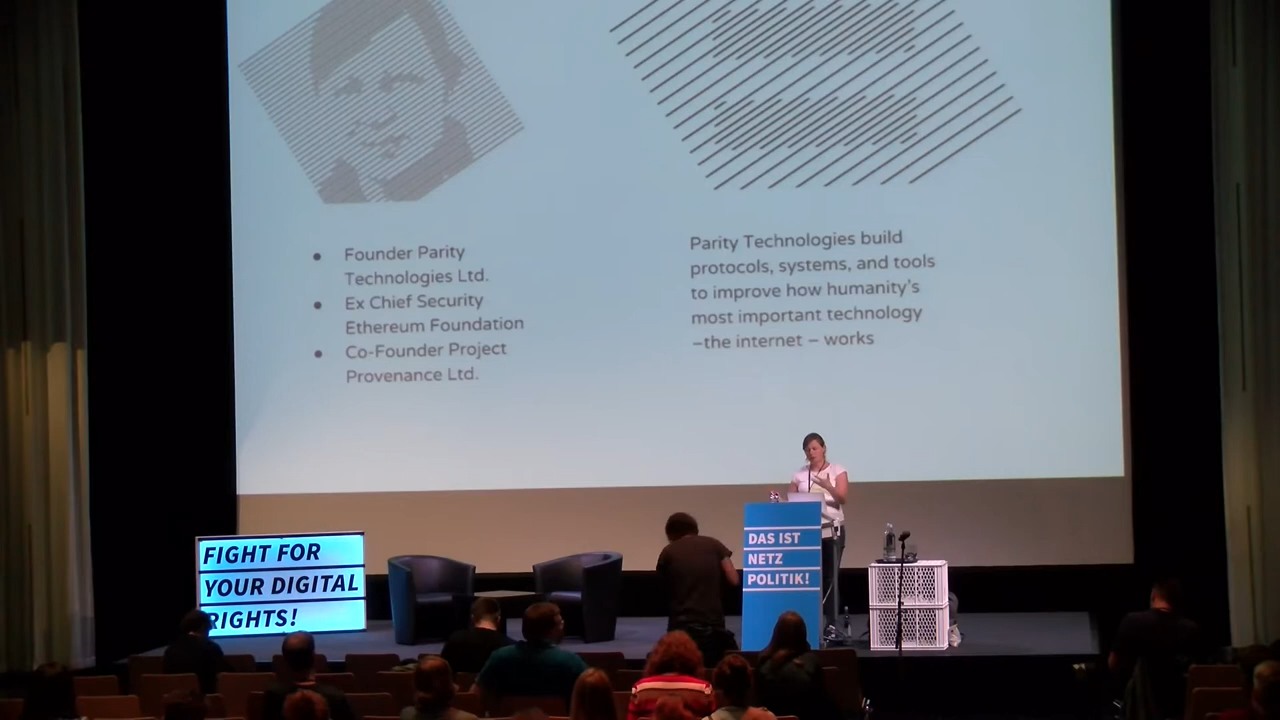 Founder Parity
Technologies Ltd.
Ex Chief Security
Ethereum Foundation
Co-Founder Project
Provenance Ltd.
Parity Technologies build
protocols, systems, and tools
to improve how humanity's
most important technology
–the internet – works
FIGHT FOR
YOUR DIGITAL
RIGHTS!
DAS IST
NETZ
POLITIK!